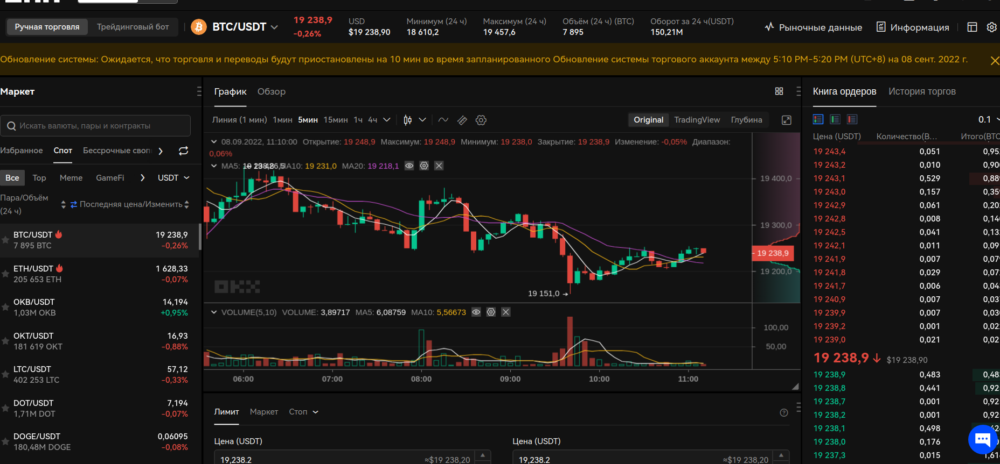 Ручная торговля
Трейдинговый бот
BTC/USDT
19 238,9
-0,26%
USD
$19 238,90
Минимум (24 ч)
18 610,2
Максимум (24 ч)
19 457,6
Объём (24 ч) (BTC)
7 895
Оборот за 24 ч(USDT)
150,21M
Рыночные данные
Информация
Обновление системы: Ожидается, что торговля и переводы будут приостановлены на 10 мин во время запланированного Обновление системы торгового аккаунта между 5:10 PM-5:20 PM (UTC+8) на 08 сент. 2022 г.
Маркет
Искать валюты, пары и контракты
Избранное Спот Бессрочные своп
Все Top Meme GameFi USDT
Пара/Объём
(24 ч)
Последняя цена/Изменить
BTC/USDT 19 238,9
7 895 BTC -0,26%
ETH/USDT 1 628,33
205 653 ETH -0,07%
OKB/USDT 14,194
1,03M OKB +0,95%
OKT/USDT 16,93
181 619 OKT -0,88%
LTC/USDT 57,12
402 253 LTC -0,33%
DOT/USDT 7,194
1,71M DOT -0,07%
DOGE/USDT 0,06095
180,48M DOGE -0,08%
График Обзор
Линия (1 мин) 1мин 5мин 15мин 1ч 4ч
Original TradingView Глубина
08.09.2022, 11:10:00 Открытие: 19 248,9 Максимум: 19 248,9 Минимум: 19 238,0 Закрытие: 19 238,9 Изменение: -0,05% Диапазон:
0,06%
MA5: MA10: 19 231,0 MA20: 19 218,1
19 400,0
19 300,0
19 238,9
19 200,0
OKX
19 151,0
VOLUME(5,10) VOLUME: 3,89717 MA5: 6,08759 MA10: 5,56673
100,00
50,00
06:00 07:00 08:00 09:00 10:00 11:00
Лимит Маркет Стоп
Цена (USDT)
19,238.2 ≈$19 238,20
Цена (USDT)
19,238.2 ≈$19 238,20
Книга ордеров История торгов
0.1
Цена (USDT) Количество(B... Итого(BTC
19 243,4 0,051 0,95
19 243,2 0,010 0,90
19 243,1 0,529 0,88
19 243,0 0,157 0,35
19 242,9 0,061 0,20
19 242,8 0,008 0,14
19 242,5 0,041 0,13
19 242,1 0,011 0,09
19 241,9 0,007 0,07
19 241,8 0,029 0,07
19 241,7 0,006 0,04
19 240,9 0,007 0,03
19 239,9 0,007 0,03
19 239,2 0,001 0,02
19 239,0 0,021 0,02
19 238,9 $19 238,90
19 238,9 0,483 0,48
19 238,8 0,441 0,92
19 238,7 0,001 0,92
19 238,2 0,001 0,92
19 238,1 0,498
19 238,0 0,176
19 237,3 0,015 1,61